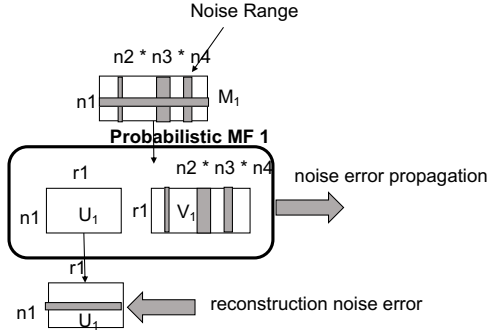 Noise Range
n2 * n3 * n4
n1
M1
Probabilistic MF 1
r1
n2 * n3 * n4
n1
U1
r1
V1
noise error propagation
r1
n1
U1
reconstruction noise error